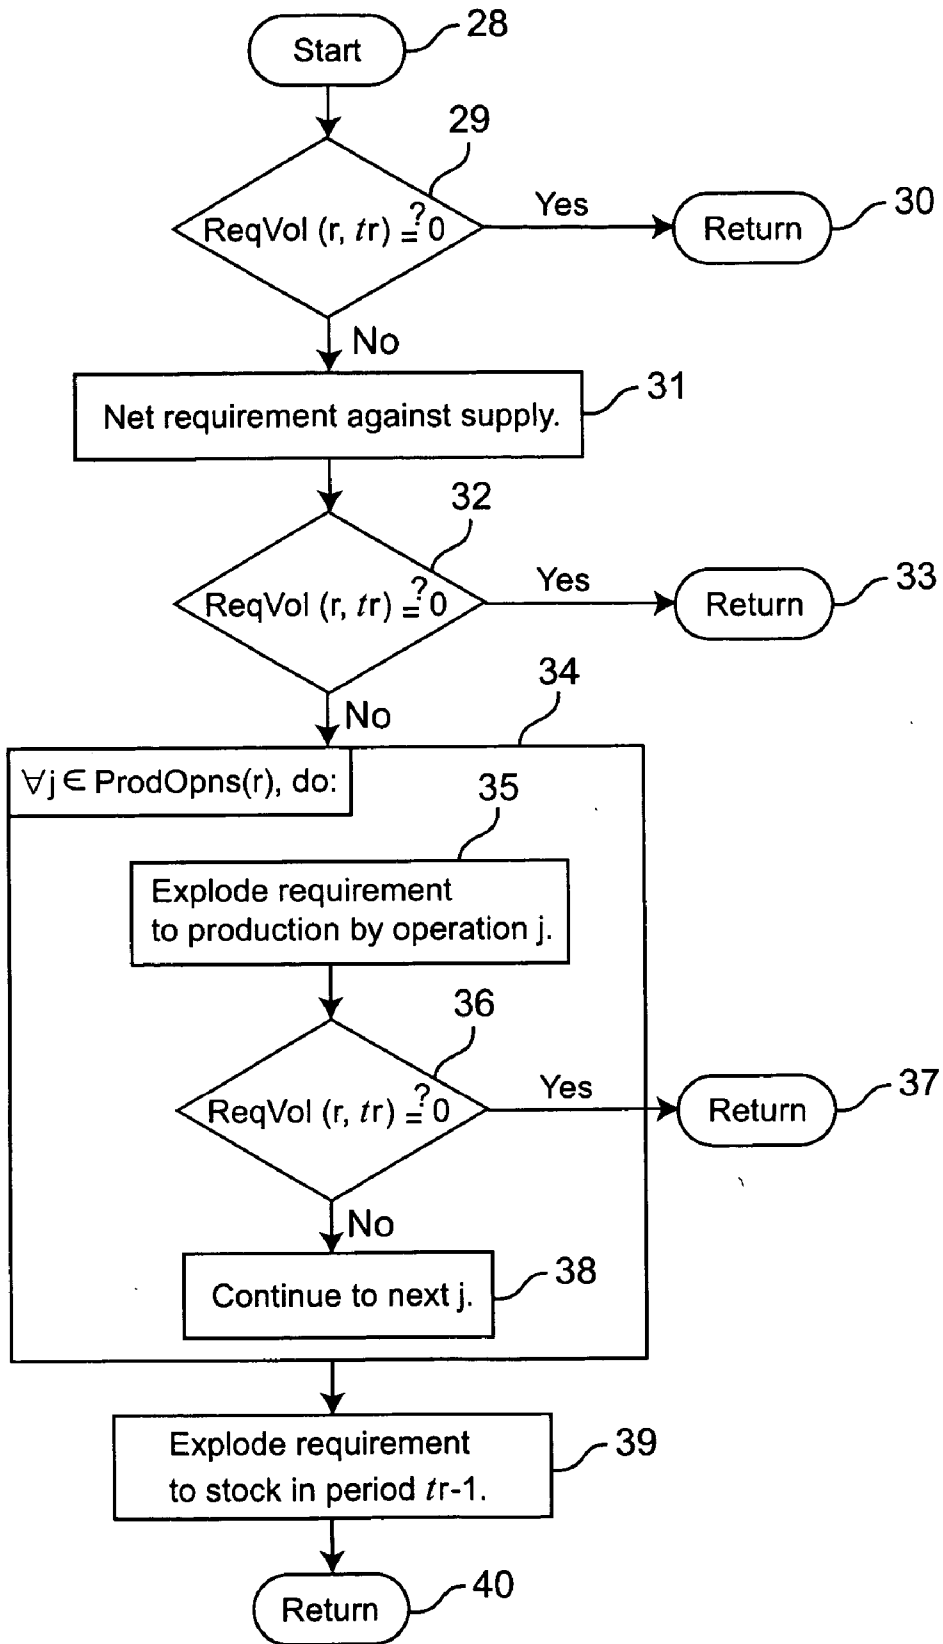 28
Start
29
ReqVol (r, tr) ≟ 0
Yes
Return
30
No
Net requirement against supply.
31
32
ReqVol (r, tr) ≟ 0
Yes
Return
33
No
34
∀j ∈ ProdOpns(r), do:
35
Explode requirement
to production by operation j.
36
ReqVol (r, tr) ≟ 0
Yes
Return
37
No
Continue to next j.
38
Explode requirement
to stock in period tr-1.
39
Return
40